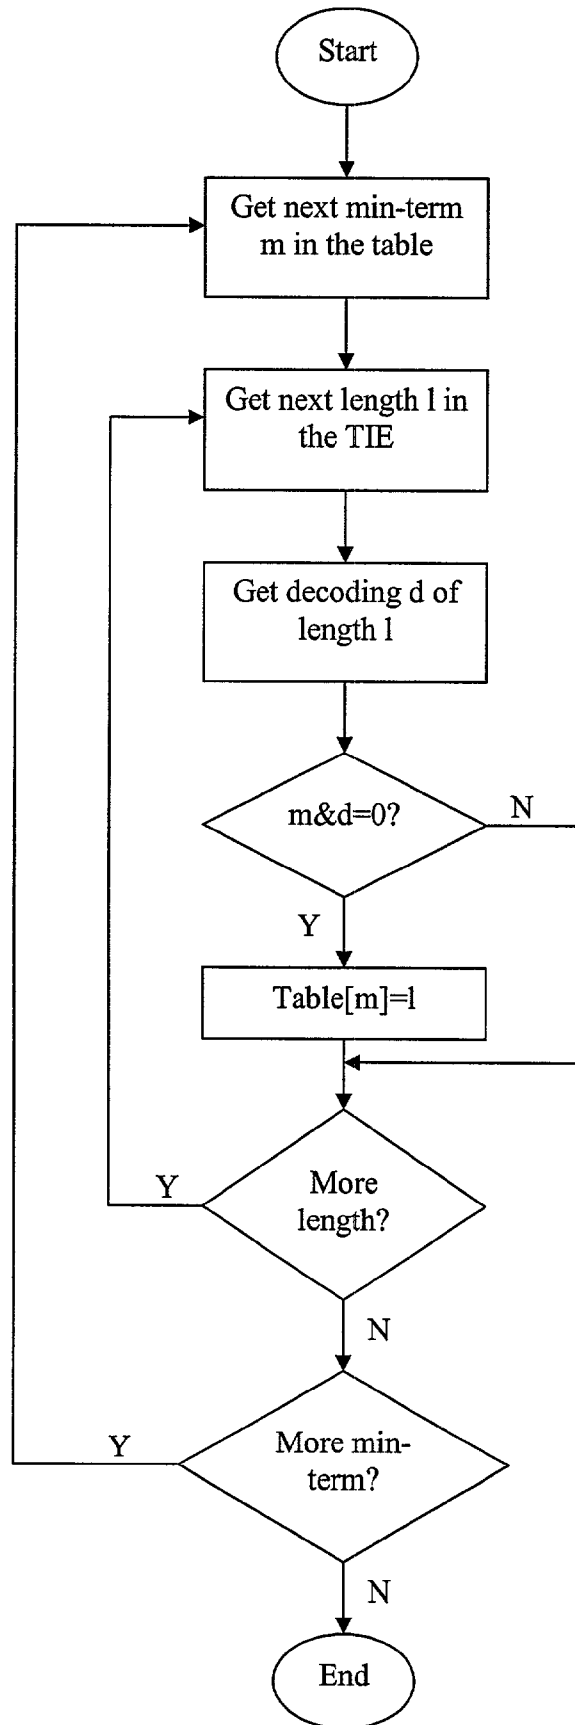 Start
Get next min-term
m in the table
Get next length l in
the TIE
Get decoding d of
length l
m&d=0?
N
Y
Table[m]=l
More
length?
Y
N
More min-
term?
Y
N
End